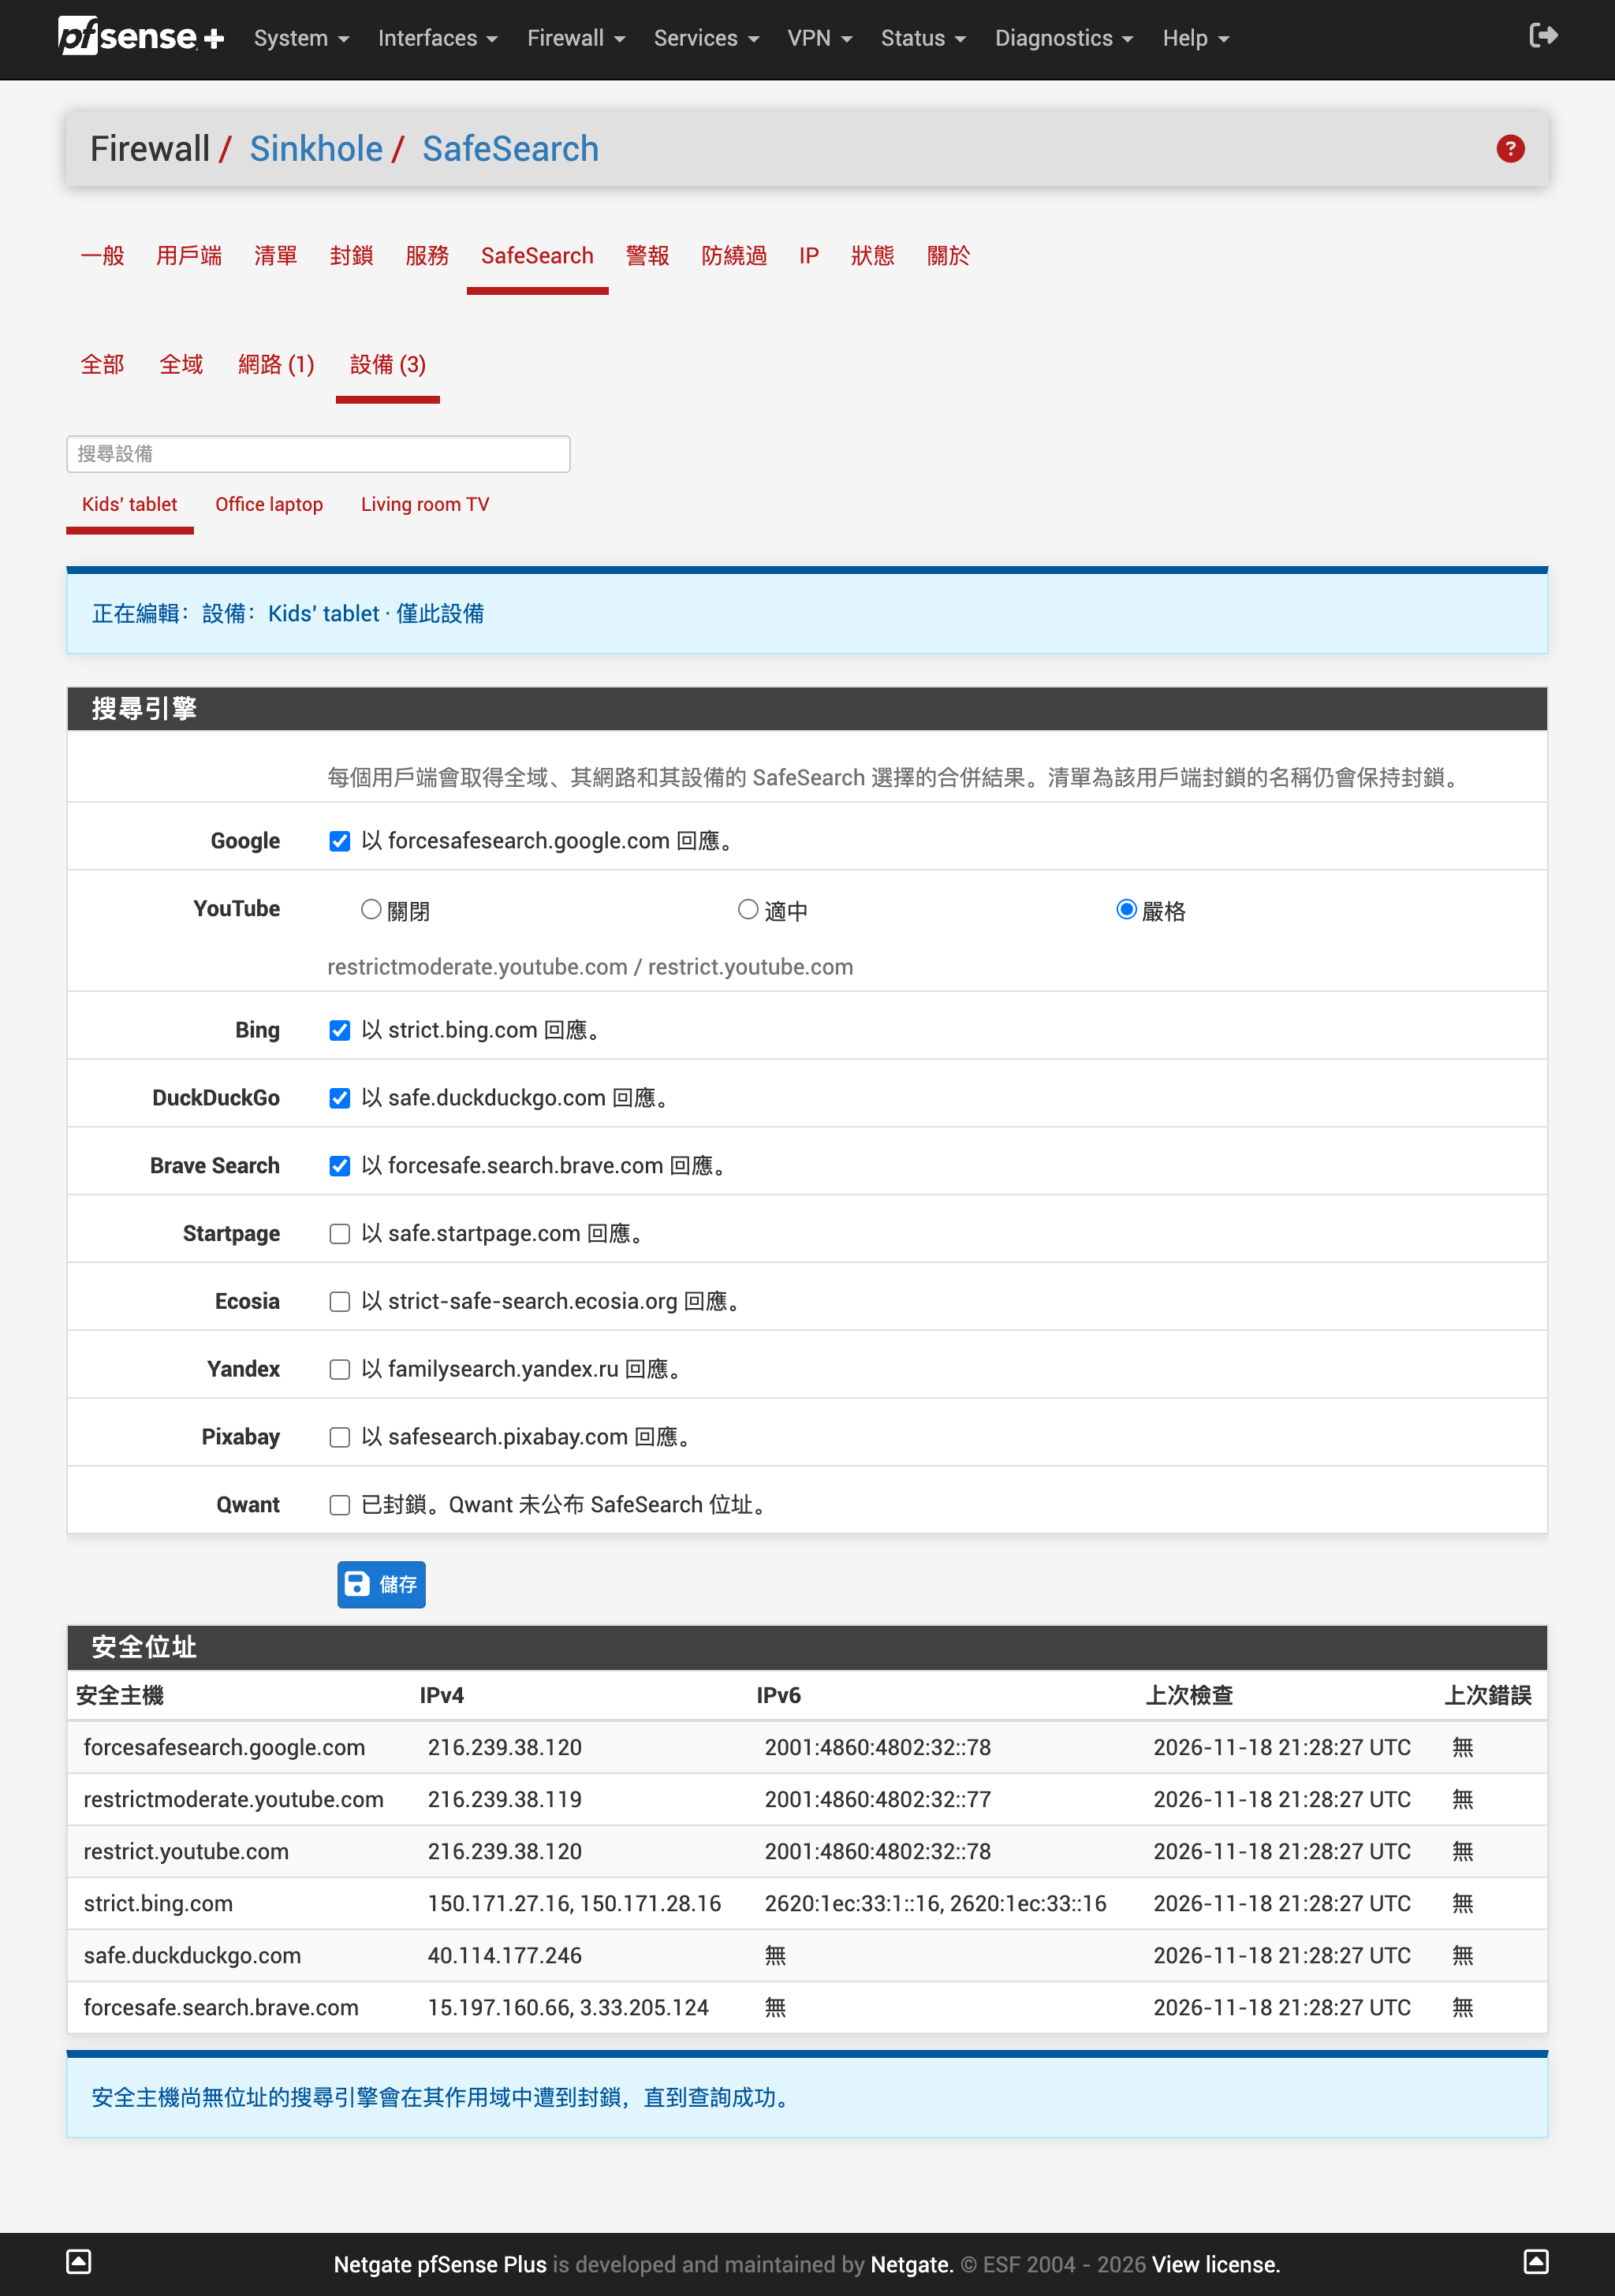 pfsense +
System
Interfaces
Firewall
Services
VPN
Status
Diagnostics
Help
Firewall / Sinkhole / SafeSearch
一般 用戶端 清單 封鎖 服務 SafeSearch 警報 防繞過 IP 狀態 關於
全部 全域 網路 (1) 設備 (3)
搜尋設備
Kids' tablet Office laptop Living room TV
正在編輯：設備：Kids' tablet · 僅此設備
搜尋引擎
每個用戶端會取得全域、其網路和其設備的 SafeSearch 選擇的合併結果。清單為該用戶端封鎖的名稱仍會保持封鎖。
Google 以 forcesafesearch.google.com 回應。
YouTube 關閉 適中 嚴格
restrictmoderate.youtube.com / restrict.youtube.com
Bing 以 strict.bing.com 回應。
DuckDuckGo 以 safe.duckduckgo.com 回應。
Brave Search 以 forcesafe.search.brave.com 回應。
Startpage 以 safe.startpage.com 回應。
Ecosia 以 strict-safe-search.ecosia.org 回應。
Yandex 以 familysearch.yandex.ru 回應。
Pixabay 以 safesearch.pixabay.com 回應。
Qwant 已封鎖。Qwant 未公布 SafeSearch 位址。
儲存
安全位址
安全主機 IPv4 IPv6 上次檢查 上次錯誤
forcesafesearch.google.com 216.239.38.120 2001:4860:4802:32::78 2026-11-18 21:28:27 UTC 無
restrictmoderate.youtube.com 216.239.38.119 2001:4860:4802:32::77 2026-11-18 21:28:27 UTC 無
restrict.youtube.com 216.239.38.120 2001:4860:4802:32::78 2026-11-18 21:28:27 UTC 無
strict.bing.com 150.171.27.16, 150.171.28.16 2620:1ec:33:1::16, 2620:1ec:33::16 2026-11-18 21:28:27 UTC 無
safe.duckduckgo.com 40.114.177.246 無 2026-11-18 21:28:27 UTC 無
forcesafe.search.brave.com 15.197.160.66, 3.33.205.124 無 2026-11-18 21:28:27 UTC 無
安全主機尚無位址的搜尋引擎會在其作用域中遭到封鎖，直到查詢成功。
Netgate pfSense Plus is developed and maintained by Netgate. © ESF 2004 - 2026 View license.